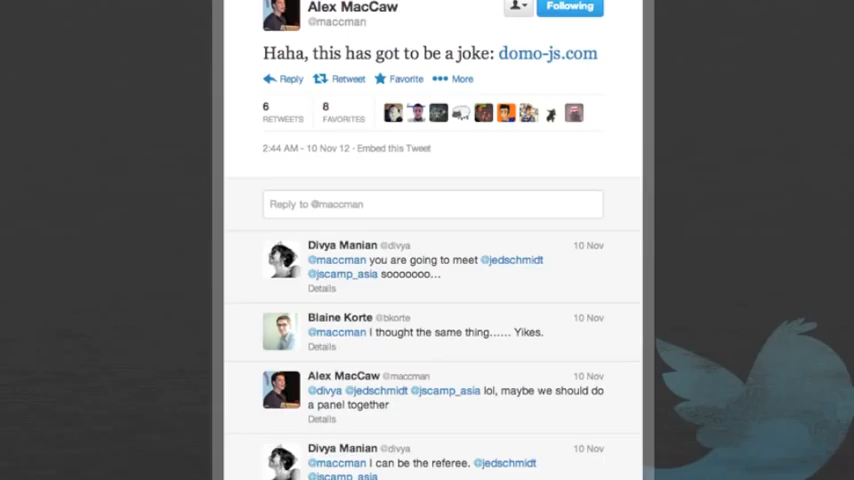 Alex MacCaw
@maccman
Following
Haha, this has got to be a joke: domo-js.com
Reply Retweet Favorite More
6 RETWEETS 8 FAVORITES
2:44 AM - 10 Nov 12 · Embed this Tweet
Reply to @maccman
Divya Manian @divya 10 Nov
@maccman you are going to meet @jedschmidt
@jscamp_asia sooooooo...
Details
Blaine Korte @bkorte 10 Nov
@maccman I thought the same thing...... Yikes.
Details
Alex MacCaw @maccman 10 Nov
@divya @jedschmidt @jscamp_asia lol, maybe we should do
a panel together
Details
Divya Manian @divya 10 Nov
@maccman I can be the referee. @jedschmidt
@jscamp_asia